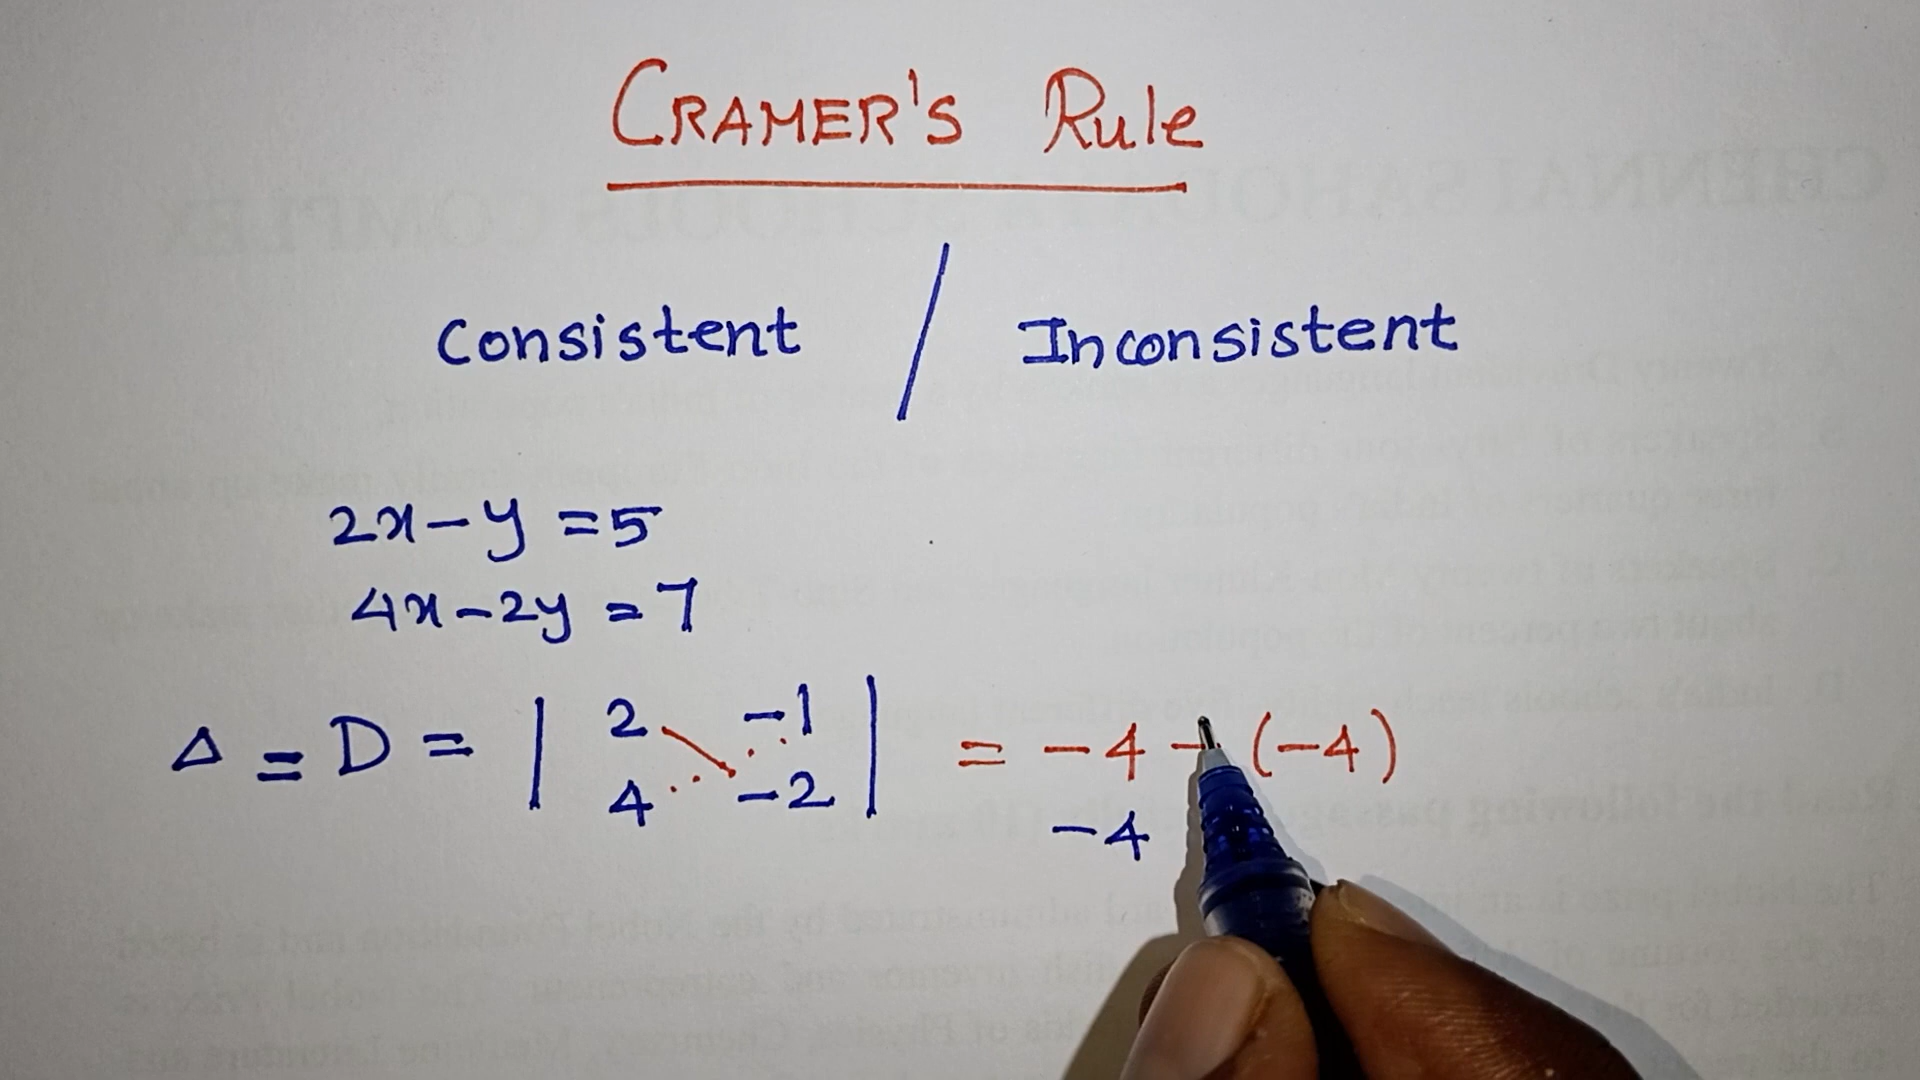 CRAMER'S Rule
Consistent / Inconsistent
2x-y=5
4x-2y=7
Δ = D = | 2 -1 | = -4 - (-4)
4 -2
-4